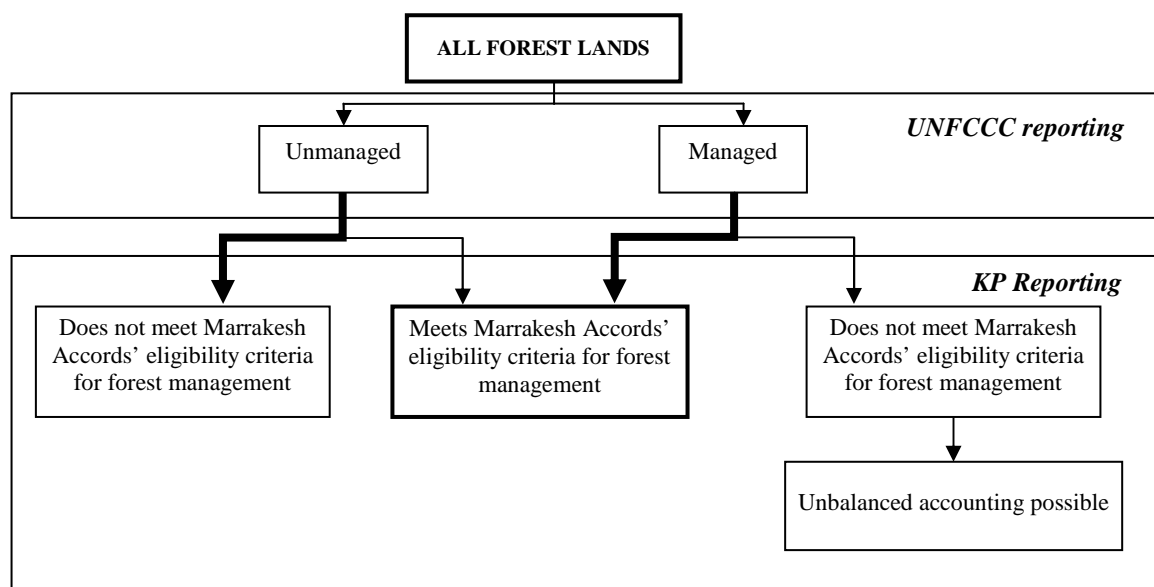 ALL FOREST LANDS
UNFCCC reporting
Unmanaged
Managed
KP Reporting
Does not meet Marrakesh
Accords’ eligibility criteria
for forest management
Meets Marrakesh Accords’
eligibility criteria for forest
management
Does not meet Marrakesh
Accords’ eligibility criteria
for forest management
Unbalanced accounting possible